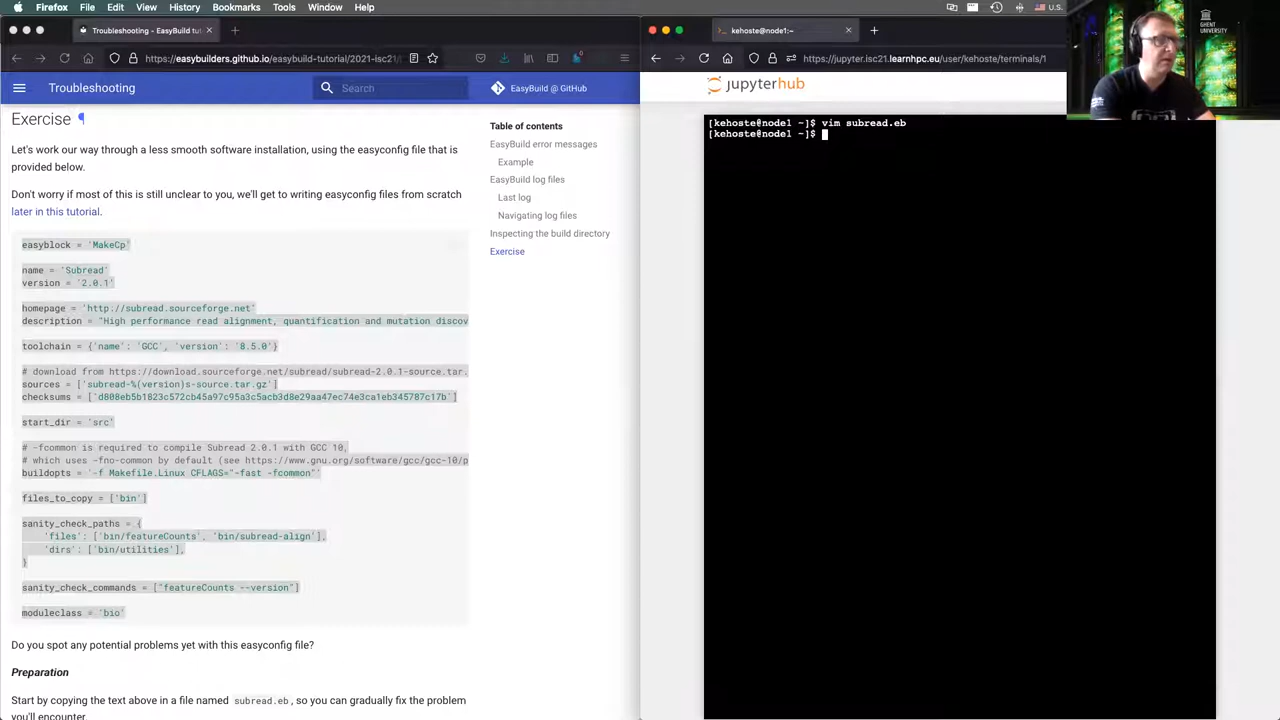 Firefox File Edit View History Bookmarks Tools Window Help
U.S.
GHENT
UNIVERSITY
Troubleshooting - EasyBuild tut
https://easybuilders.github.io/easybuild-tutorial/2021-isc21/
Troubleshooting
Search
EasyBuild @ GitHub
Exercise ¶
Let's work our way through a less smooth software installation, using the easyconfig file that is
provided below.
Don't worry if most of this is still unclear to you, we'll get to writing easyconfig files from scratch
later in this tutorial.
easyblock = 'MakeCp'
name = 'Subread'
version = '2.0.1'
homepage = 'http://subread.sourceforge.net'
description = "High performance read alignment, quantification and mutation discov
toolchain = {'name': 'GCC', 'version': '8.5.0'}
# download from https://download.sourceforge.net/subread/subread-2.0.1-source.tar.
sources = ['subread-%(version)s-source.tar.gz']
checksums = ['d808eb5b1823c572cb45a97c95a3c5acb3d8e29aa47ec74e3ca1eb345787c17b']
start_dir = 'src'
# -fcommon is required to compile Subread 2.0.1 with GCC 10,
# which uses -fno-common by default (see https://www.gnu.org/software/gcc/gcc-10/p
buildopts = '-f Makefile.Linux CFLAGS="-fast -fcommon"'
files_to_copy = ['bin']
sanity_check_paths = {
'files': ['bin/featureCounts', 'bin/subread-align'],
'dirs': ['bin/utilities'],
}
sanity_check_commands = ["featureCounts --version"]
moduleclass = 'bio'
Do you spot any potential problems yet with this easyconfig file?
Preparation
Start by copying the text above in a file named subread.eb, so you can gradually fix the problem
you'll encounter.
Table of contents
EasyBuild error messages
Example
EasyBuild log files
Last log
Navigating log files
Inspecting the build directory
Exercise
kehoste@node1:~
https://jupyter.isc21.learnhpc.eu/user/kehoste/terminals/1
jupyterhub
[kehoste@node1 ~]$ vim subread.eb
[kehoste@node1 ~]$